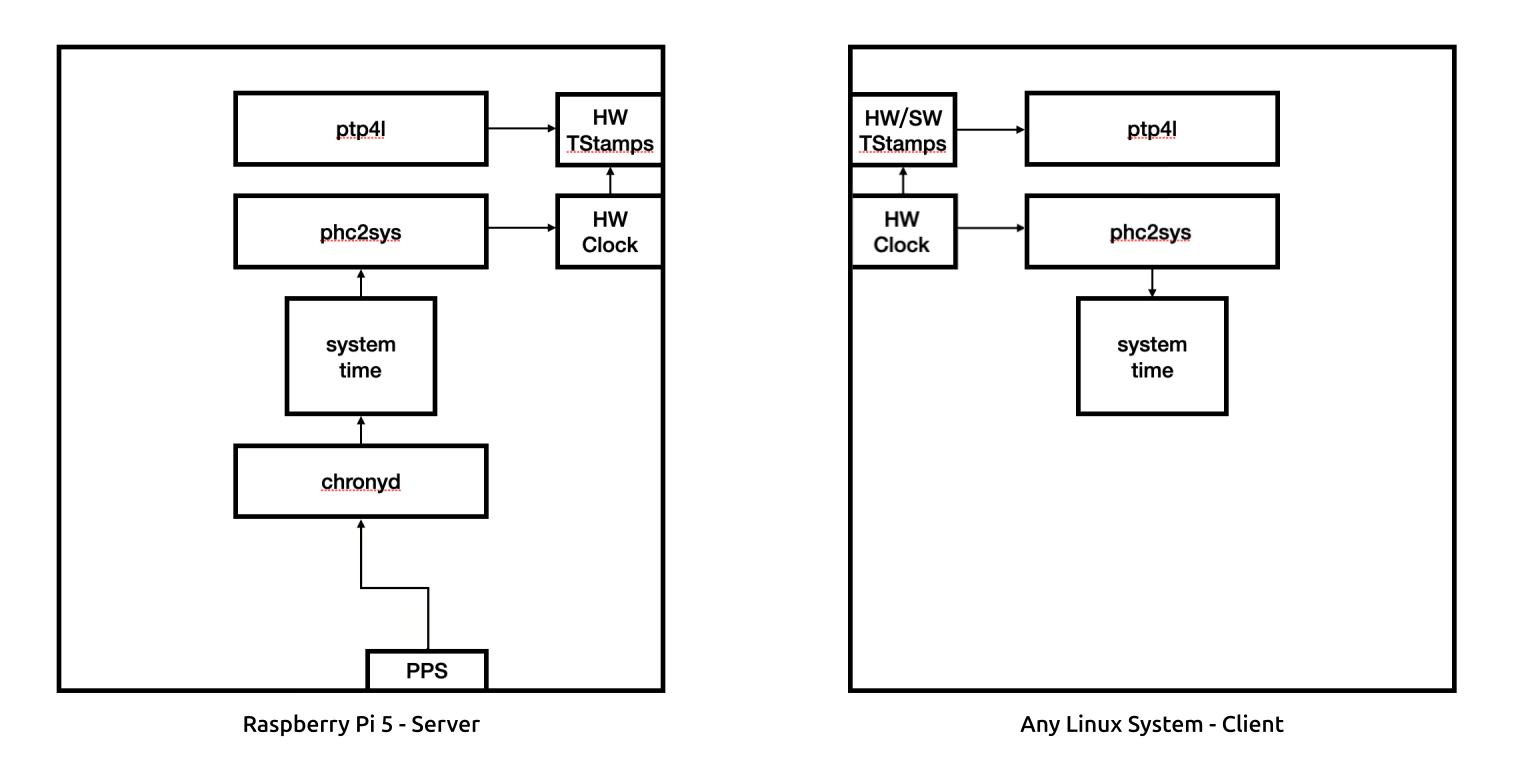 ptp4l
HW
TStamps
phc2sys
HW
Clock
system
time
chronyd
PPS
Raspberry Pi 5 - Server
HW/SW
TStamps
ptp4l
HW
Clock
phc2sys
system
time
Any Linux System - Client